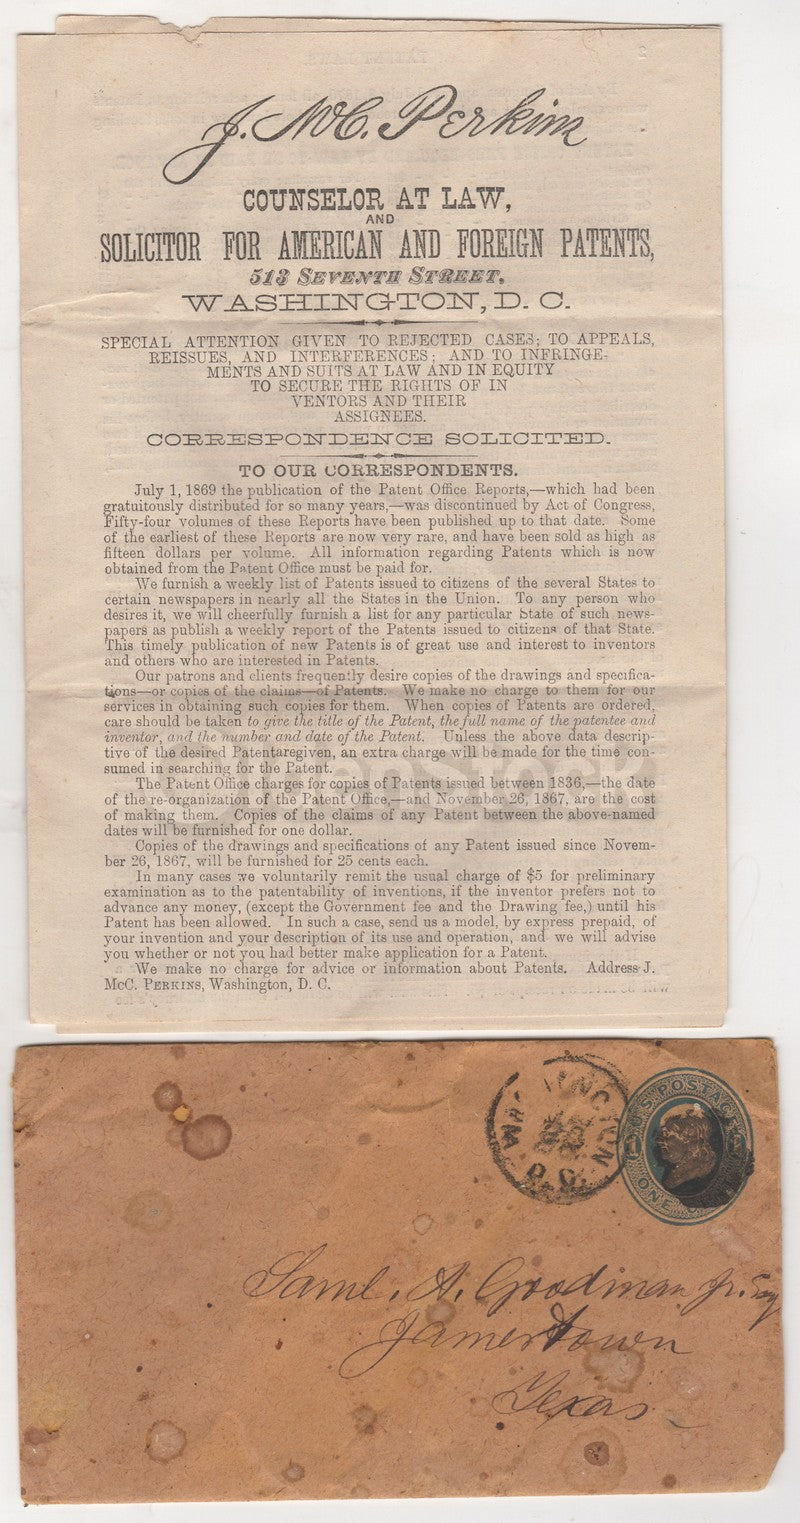 J. McC. Perkins
COUNSELOR AT LAW,
AND
SOLICITOR FOR AMERICAN AND FOREIGN PATENTS,
513 SEVENTH STREET,
WASHINGTON, D. C.
SPECIAL ATTENTION GIVEN TO REJECTED CASES; TO APPEALS,
REISSUES, AND INTERFERENCES; AND TO INFRINGE-
MENTS AND SUITS AT LAW AND IN EQUITY
TO SECURE THE RIGHTS OF IN
VENTORS AND THEIR
ASSIGNEES.
CORRESPONDENCE SOLICITED.
TO OUR CORRESPONDENTS.
July 1, 1869 the publication of the Patent Office Reports,—which had been
gratuitously distributed for so many years,—was discontinued by Act of Congress,
Fifty-four volumes of these Reports have been published up to that date. Some
of the earliest of these Reports are now very rare, and have been sold as high as
fifteen dollars per volume. All information regarding Patents which is now
obtained from the Patent Office must be paid for.
We furnish a weekly list of Patents issued to citizens of the several States to
certain newspapers in nearly all the States in the Union. To any person who
desires it, we will cheerfully furnish a list for any particular State of such news-
papers as publish a weekly report of the Patents issued to citizens of that State.
This timely publication of new Patents is of great use and interest to inventors
and others who are interested in Patents.
Our patrons and clients frequently desire copies of the drawings and specifica-
tions—or copies of the claims—of Patents. We make no charge to them for our
services in obtaining such copies for them. When copies of Patents are ordered,
care should be taken to give the title of the Patent, the full name of the patentee and
inventor, and the number and date of the Patent. Unless the above data descrip-
tive of the desired Patentaregiven, an extra charge will be made for the time con-
sumed in searching for the Patent.
The Patent Office charges for copies of Patents issued between 1836,—the date
of the re-organization of the Patent Office,—and November 26, 1867, are the cost
of making them. Copies of the claims of any Patent between the above-named
dates will be furnished for one dollar.
Copies of the drawings and specifications of any Patent issued since Novem-
ber 26, 1867, will be furnished for 25 cents each.
In many cases we voluntarily remit the usual charge of $5 for preliminary
examination as to the patentability of inventions, if the inventor prefers not to
advance any money, (except the Government fee and the Drawing fee,) until his
Patent has been allowed. In such a case, send us a model, by express prepaid, of
your invention and your description of its use and operation, and we will advise
you whether or not you had better make application for a Patent.
We make no charge for advice or information about Patents. Address J.
McC. PERKINS, Washington, D. C.
WASHINGTON
D.C.
U.S. POSTAGE
1
ONE
Saml. A. Goodman Jr. Esq
Jamestown
Texas